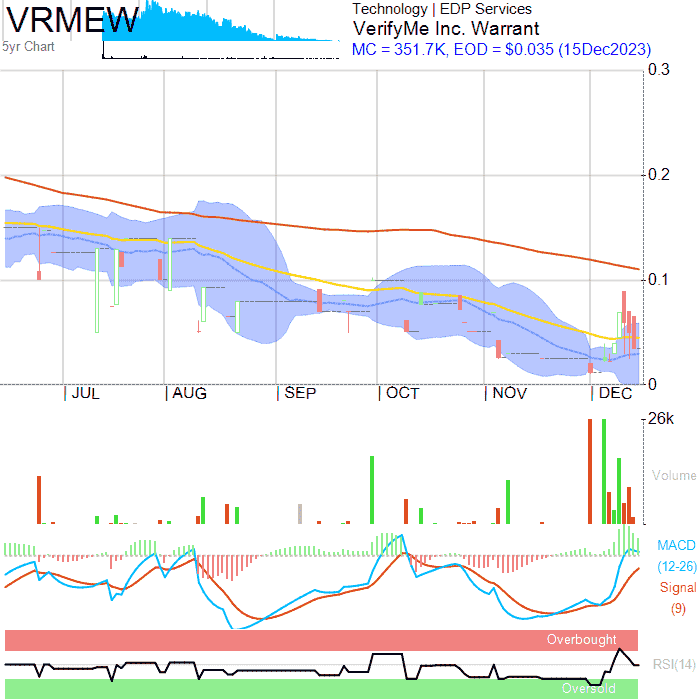 VRMEW
5yr Chart
Technology | EDP Services
VerifyMe Inc. Warrant
MC = 351.7K, EOD = $0.035 (15Dec2023)
0.3
0.2
0.1
0
JUL
AUG
SEP
OCT
NOV
DEC
26k
Volume
MACD
(12-26)
Signal
(9)
Overbought
RSI(14)
Oversold